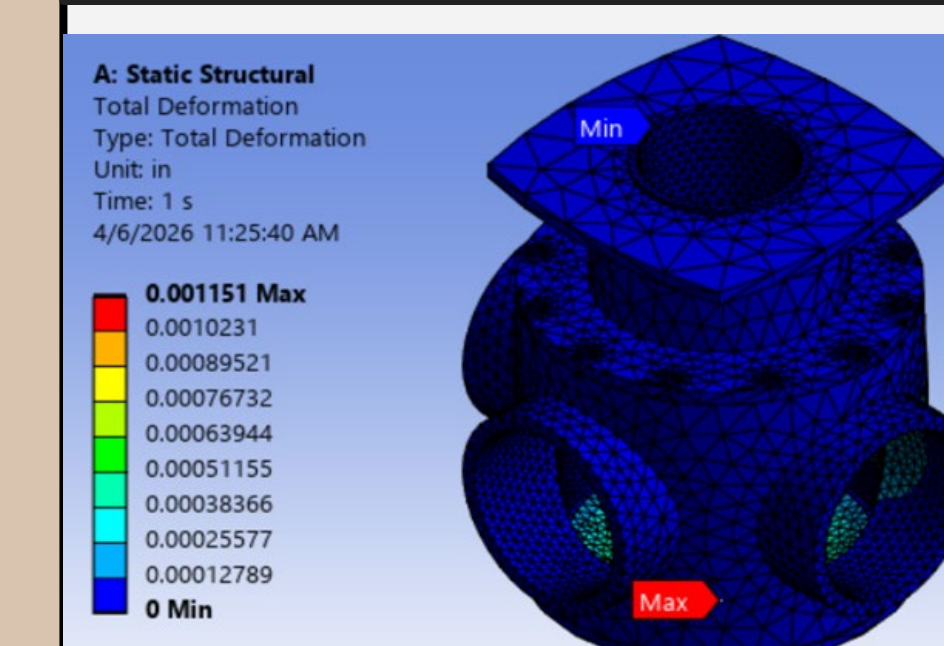 A: Static Structural
Total Deformation
Type: Total Deformation
Unit: in
Time: 1 s
4/6/2026 11:25:40 AM
0.001151 Max
0.0010231
0.00089521
0.00076732
0.00063944
0.00051155
0.00038366
0.00025577
0.00012789
0 Min
Min
Max